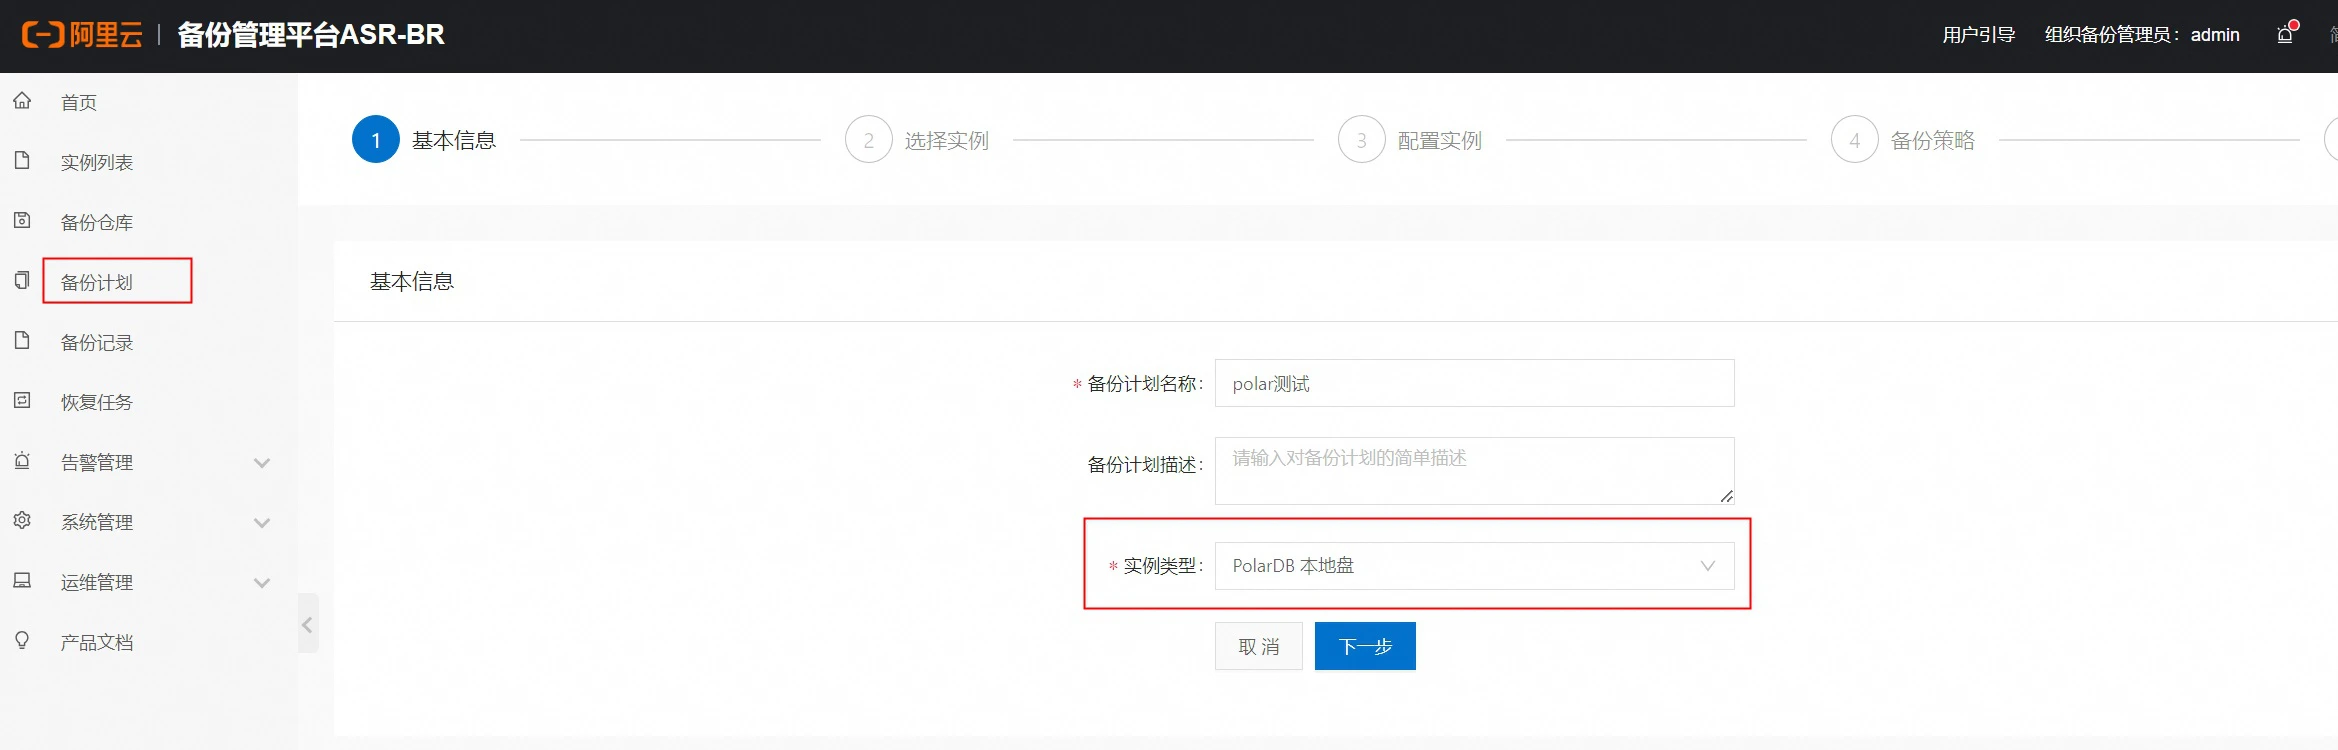 阿里云 | 备份管理平台ASR-BR
用户引导 组织备份管理员：admin
首页
实例列表
备份仓库
备份计划
备份记录
恢复任务
告警管理
系统管理
运维管理
产品文档
1 基本信息 2 选择实例 3 配置实例 4 备份策略
基本信息
* 备份计划名称： polar测试
备份计划描述： 请输入对备份计划的简单描述
* 实例类型： PolarDB 本地盘
取 消 下一步